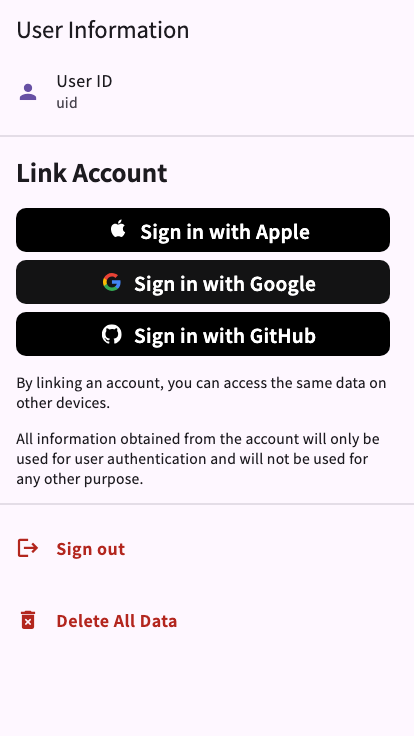 User Information
User ID
uid
Link Account
Sign in with Apple
Sign in with Google
Sign in with GitHub
By linking an account, you can access the same data on
other devices.
All information obtained from the account will only be
used for user authentication and will not be used for
any other purpose.
Sign out
Delete All Data